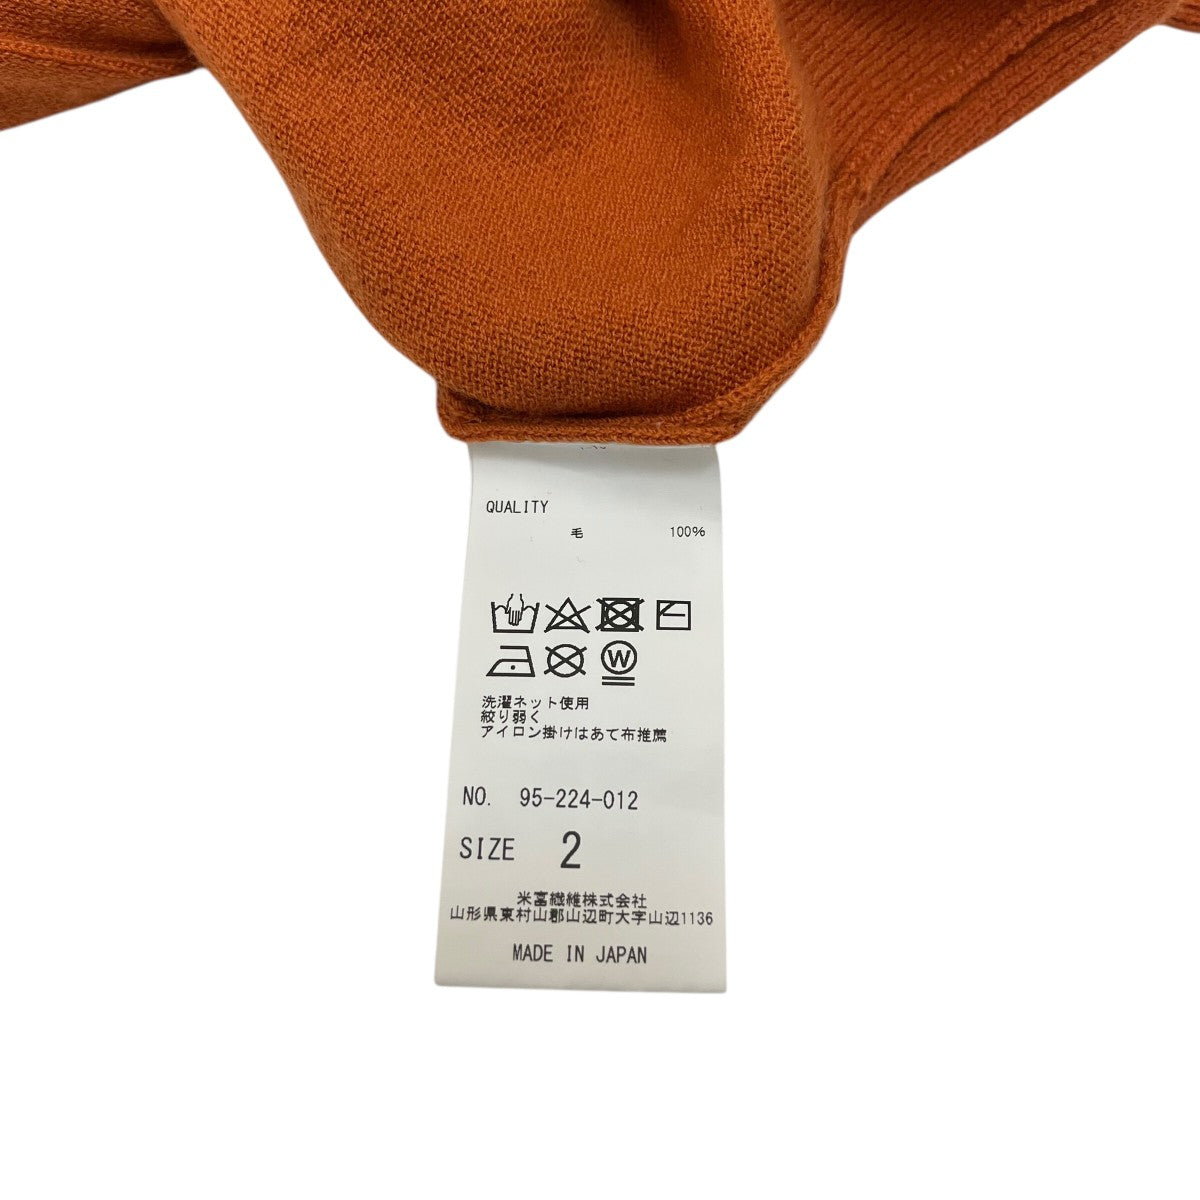 QUALITY
毛 100%
W
洗濯ネット使用
絞り弱く
アイロン掛けはあて布推薦
NO. 95-224-012
SIZE 2
米富繊維株式会社
山形県東村山郡山辺町大字山辺1136
MADE IN JAPAN